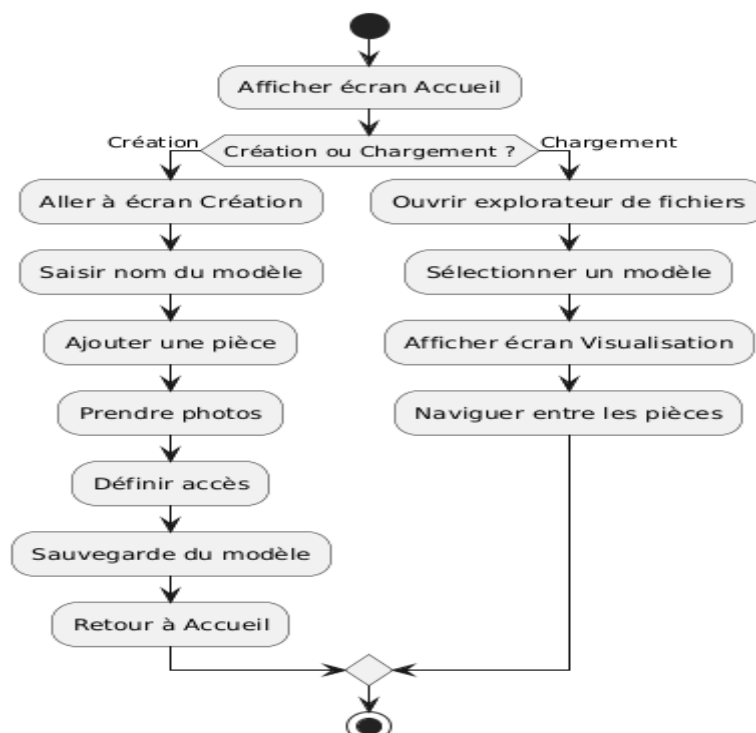 Afficher écran Accueil
Création
Création ou Chargement ?
Chargement
Aller à écran Création
Saisir nom du modèle
Ajouter une pièce
Prendre photos
Définir accès
Sauvegarde du modèle
Retour à Accueil
Ouvrir explorateur de fichiers
Sélectionner un modèle
Afficher écran Visualisation
Naviguer entre les pièces